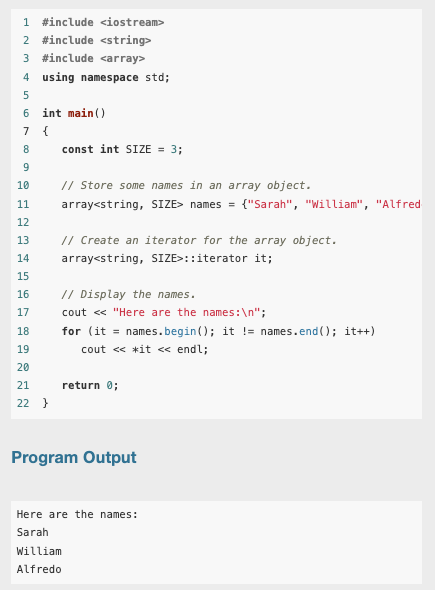 1 #include <iostream>
2 #include <string>
3 #include <array>
4 using namespace std;
5
6 int main()
7 {
8 const int SIZE = 3;
9
10 // Store some names in an array object.
11 array<string, SIZE> names = {"Sarah", "William", "Alfred
12
13 // Create an iterator for the array object.
14 array<string, SIZE>::iterator it;
15
16 // Display the names.
17 cout << "Here are the names:\n";
18 for (it = names.begin(); it != names.end(); it++)
19 cout << *it << endl;
20
21 return 0;
22 }
Program Output
Here are the names:
Sarah
William
Alfredo